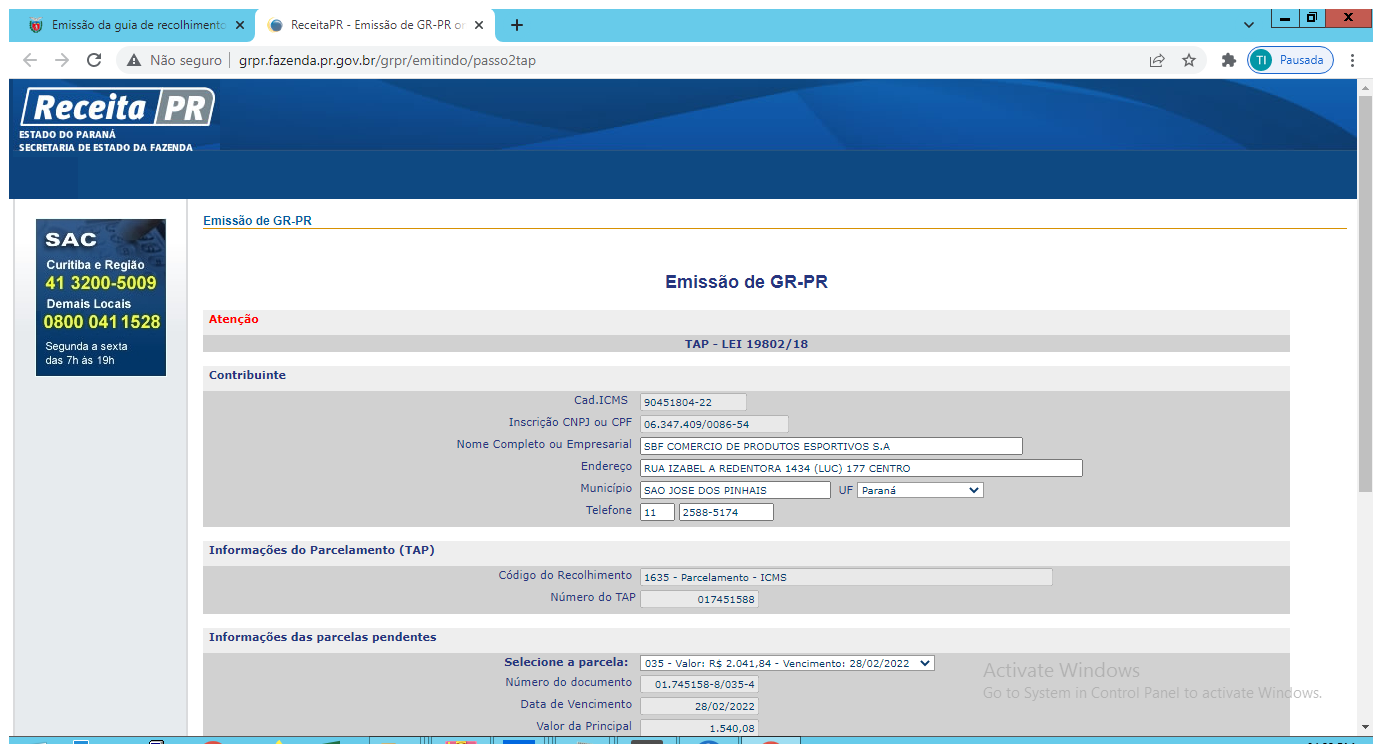 Emissão da guia de recolhimento
ReceitaPR - Emissão de GR-PR on
Não seguro
grpr.fazenda.pr.gov.br/grpr/emitindo/passo2tap
TI Pausada
Receita PR
ESTADO DO PARANÁ
SECRETARIA DE ESTADO DA FAZENDA
SAC
Curitiba e Região
41 3200-5009
Demais Locais
0800 041 1528
Segunda a sexta
das 7h às 19h
Emissão de GR-PR
Emissão de GR-PR
Atenção
TAP - LEI 19802/18
Contribuinte
Cad.ICMS 90451804-22
Inscrição CNPJ ou CPF 06.347.409/0086-54
Nome Completo ou Empresarial SBF COMERCIO DE PRODUTOS ESPORTIVOS S.A
Endereço RUA IZABEL A REDENTORA 1434 (LUC) 177 CENTRO
Município SAO JOSE DOS PINHAIS UF Paraná
Telefone 11 2588-5174
Informações do Parcelamento (TAP)
Código do Recolhimento 1635 - Parcelamento - ICMS
Número do TAP 017451588
Informações das parcelas pendentes
Selecione a parcela: 035 - Valor: R$ 2.041,84 - Vencimento: 28/02/2022
Número do documento 01.745158-8/035-4
Data de Vencimento 28/02/2022
Valor da Principal 1.540,08
Activate Windows
Go to System in Control Panel to activate Windows.